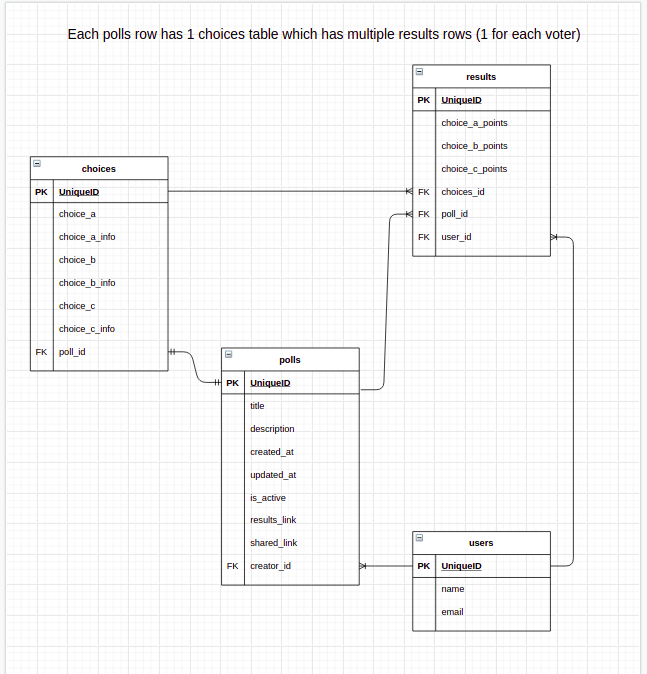 Each polls row has 1 choices table which has multiple results rows (1 for each voter)
results
PK UniqueID
choice_a_points
choice_b_points
choice_c_points
FK choices_id
FK poll_id
FK user_id
choices
PK UniqueID
choice_a
choice_a_info
choice_b
choice_b_info
choice_c
choice_c_info
FK poll_id
polls
PK UniqueID
title
description
created_at
updated_at
is_active
results_link
shared_link
FK creator_id
users
PK UniqueID
name
email